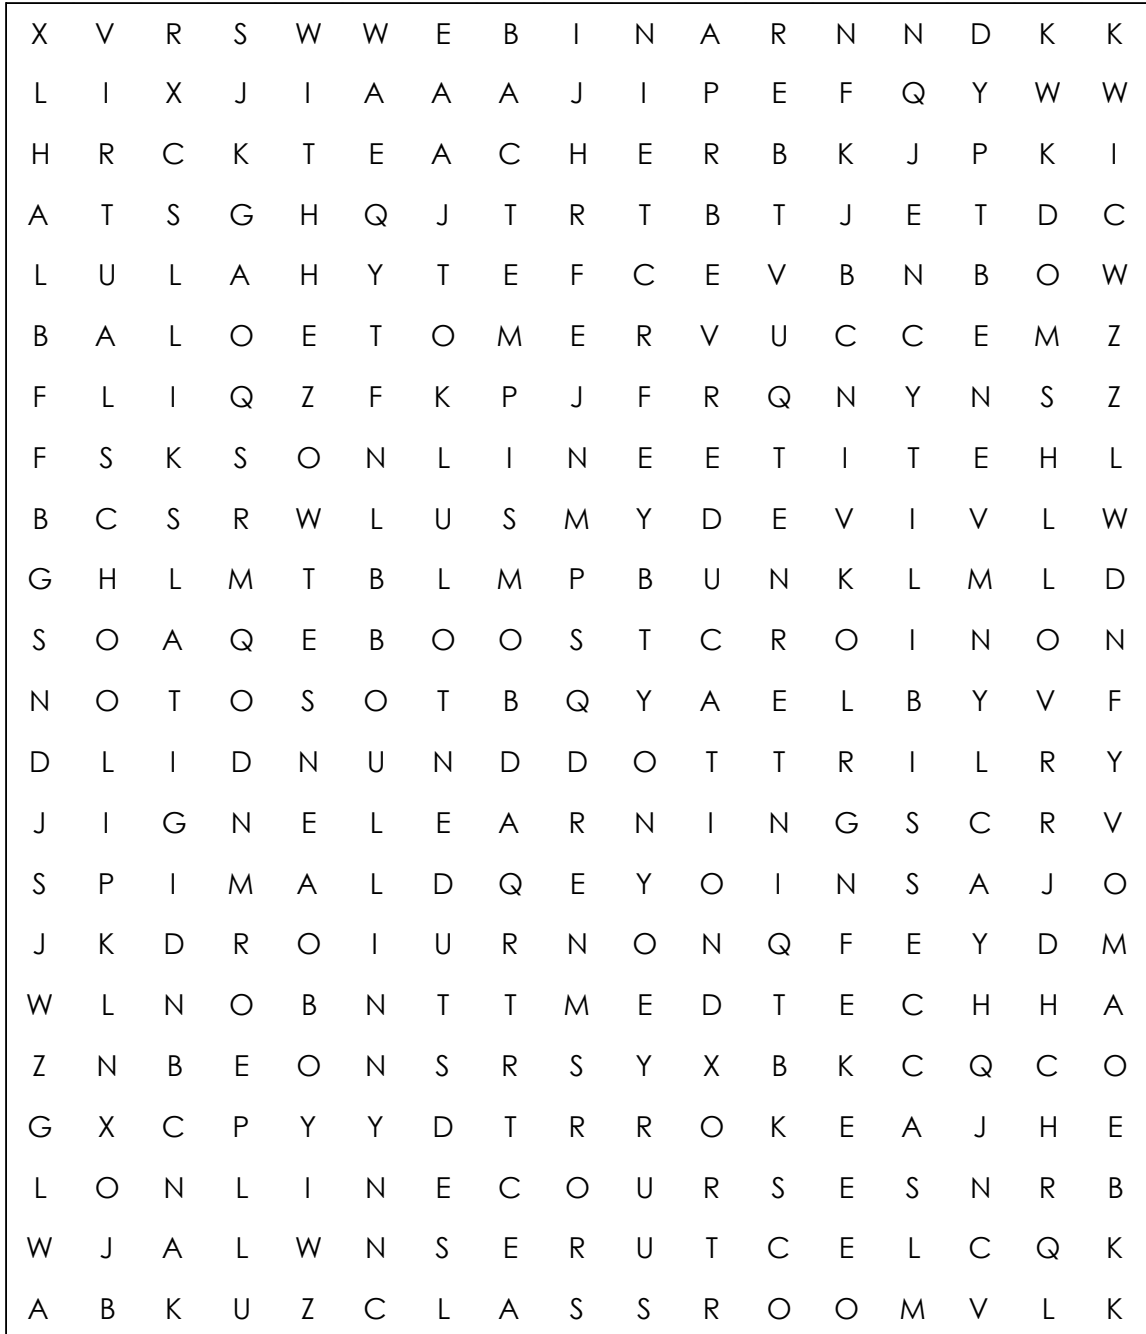 X V R S W W E B I N A R N N D K K
L I X J I A A A J I P E F Q Y W W
H R C K T E A C H E R B K J P K I
A T S G H Q J T R T B T J E T D C
L U L A H Y T E F C E V B N B O W
B A L O E T O M E R V U C C E M Z
F L I Q Z F K P J F R Q N Y N S Z
F S K S O N L I N E E T I T E H L
B C S R W L U S M Y D E V I V L W
G H L M T B L M P B U N K L M L D
S O A Q E B O O S T C R O I N O N
N O T O S O T B Q Y A E L B Y V F
D L I D N U N D D O T T R I L R Y
J I G N E L E A R N I N G S C R V
S P I M A L D Q E Y O I N S A J O
J K D R O I U R N O N Q F E Y D M
W L N O B N T T M E D T E C H H A
Z N B E O N S R S Y X B K C Q C O
G X C P Y Y D T R R O K E A J H E
L O N L I N E C O U R S E S N R B
W J A L W N S E R U T C E L C Q K
A B K U Z C L A S S R O O M V L K